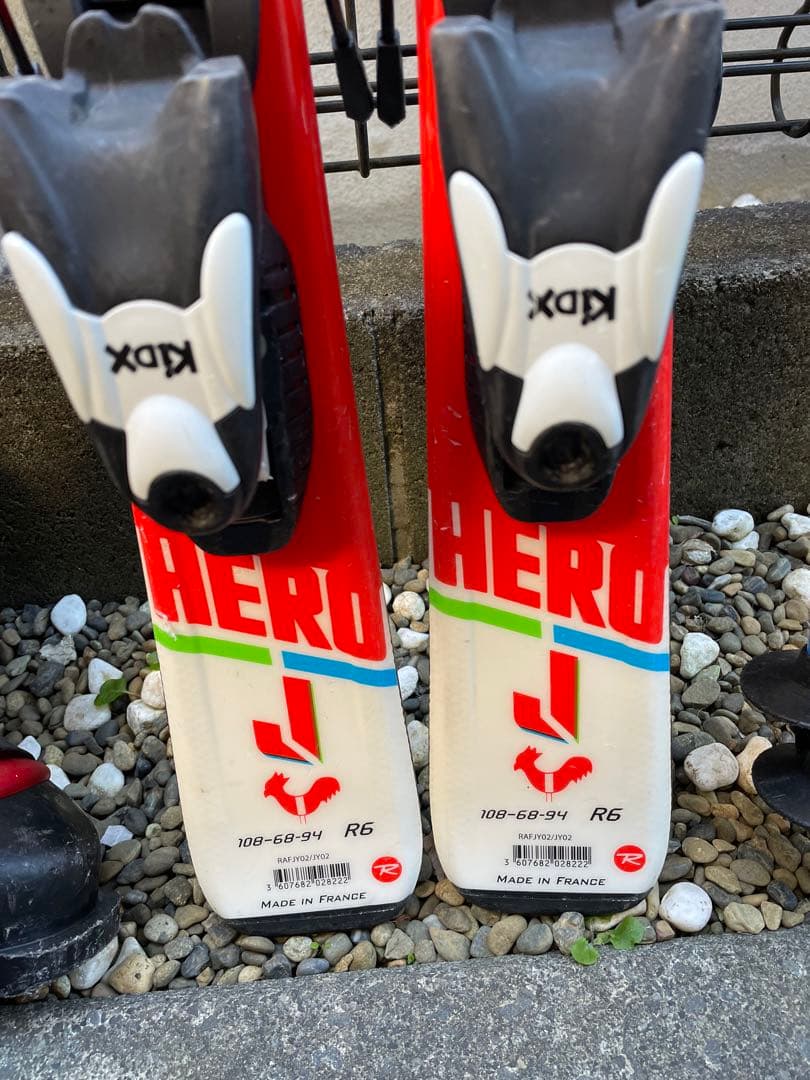 KIDX
HERO
J
108-68-94 R6
RAFJY02/JY02
3 607682 028222
R
MADE IN FRANCE
KIDX
HERO
J
108-68-94 R6
RAFJY02/JY02
3 607682 028222
R
MADE IN FRANCE